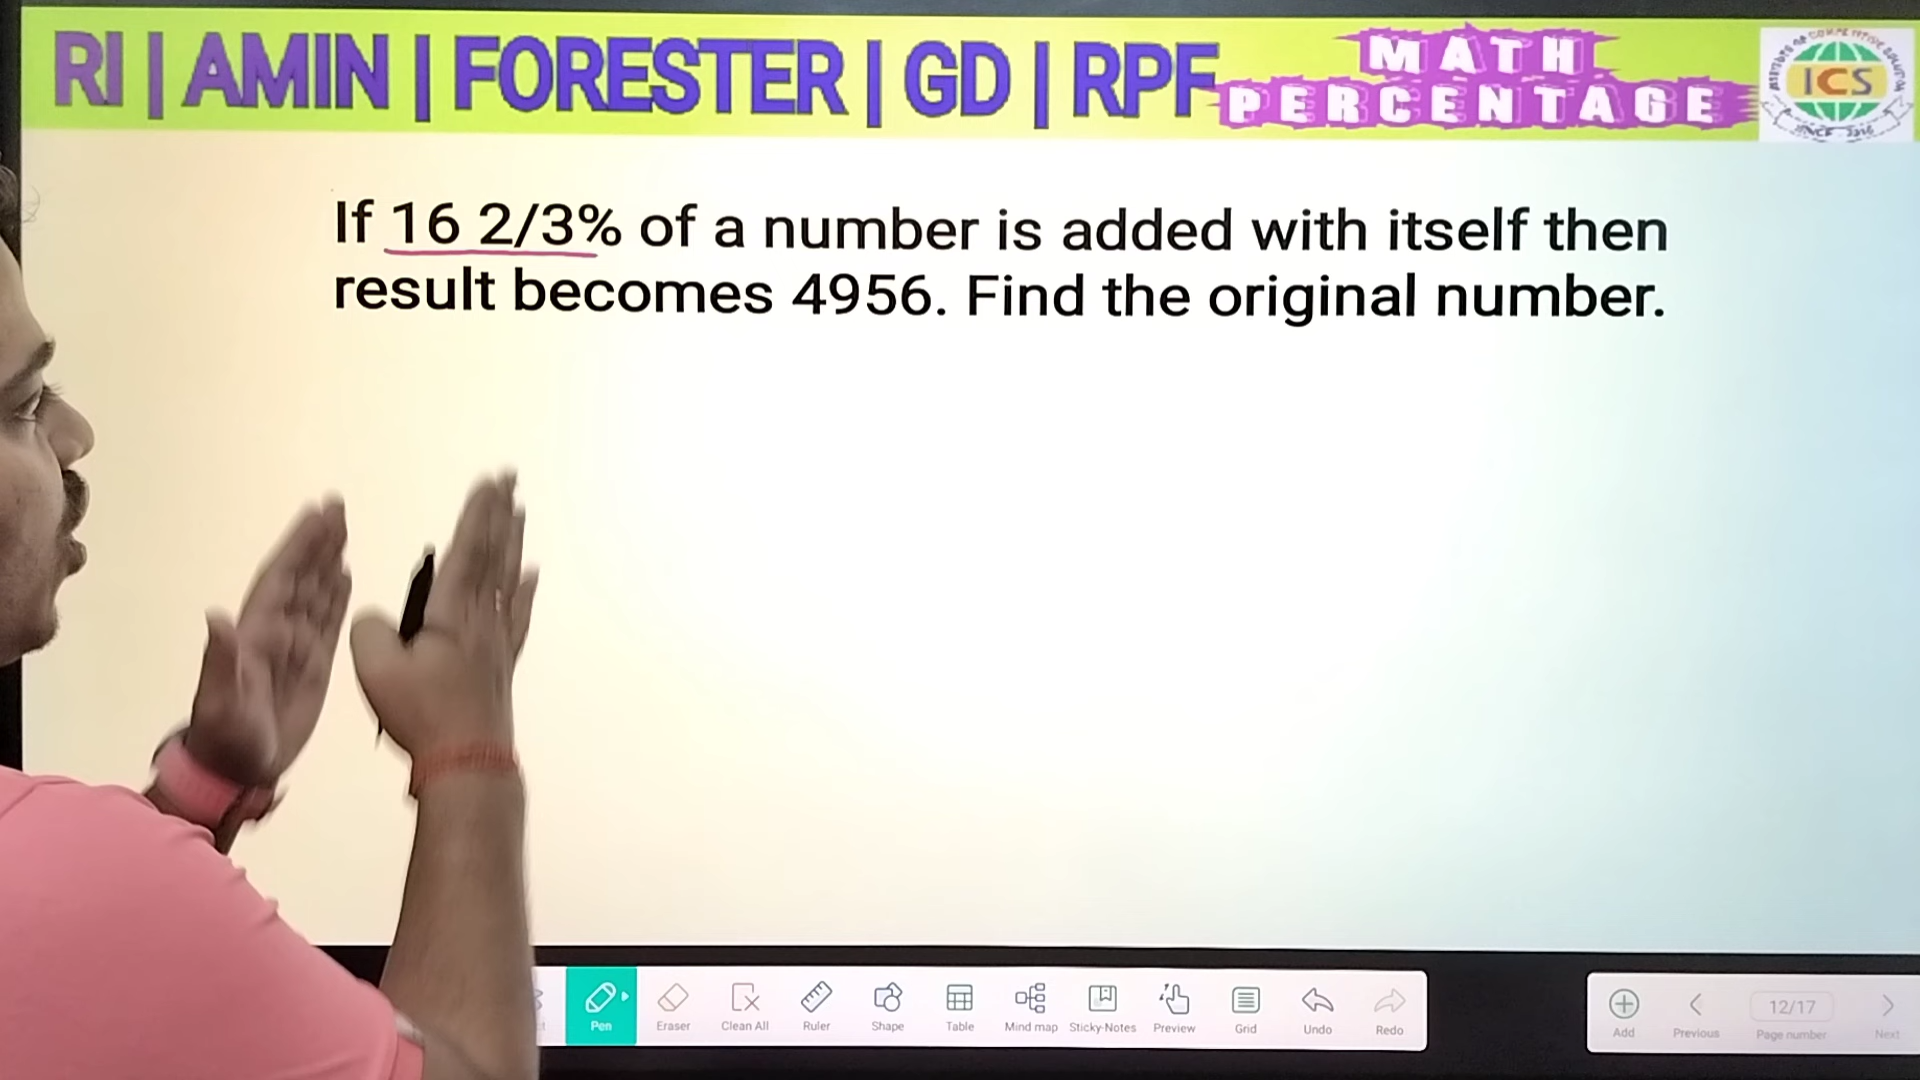 RI | AMIN | FORESTER | GD | RPF
MATH
PERCENTAGE
ICS
If 16 2/3% of a number is added with itself then
result becomes 4956. Find the original number.
Pen
Eraser
Clean All
Ruler
Shape
Table
Mind map
Sticky-Notes
Preview
Grid
Undo
Redo
Add
Previous
12/17
Page number
Next